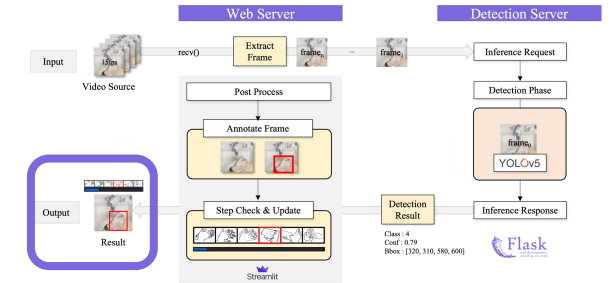 Web Server
Detection Server
Input
15fps
Video Source
recv()
Extract
Frame
frame0
...
frame
Inference Request
Post Process
Detection Phase
Annotate Frame
frame0
YOLOv5
Output
Result
Step Check & Update
Detection
Result
Inference Response
Class : 4
Conf : 0.79
Bbox : [320, 310, 580, 600]
Flask
Streamlit